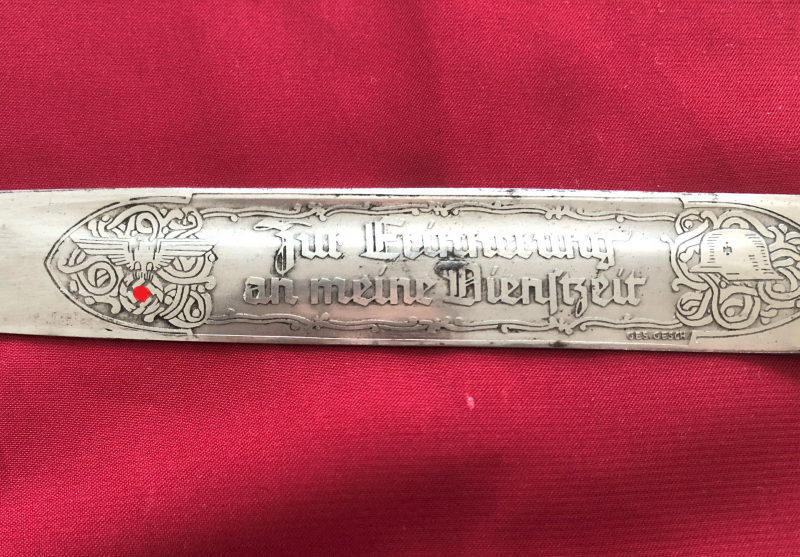 Zur Erinnerung
an meine Dienstzeit
GES. GESCH.